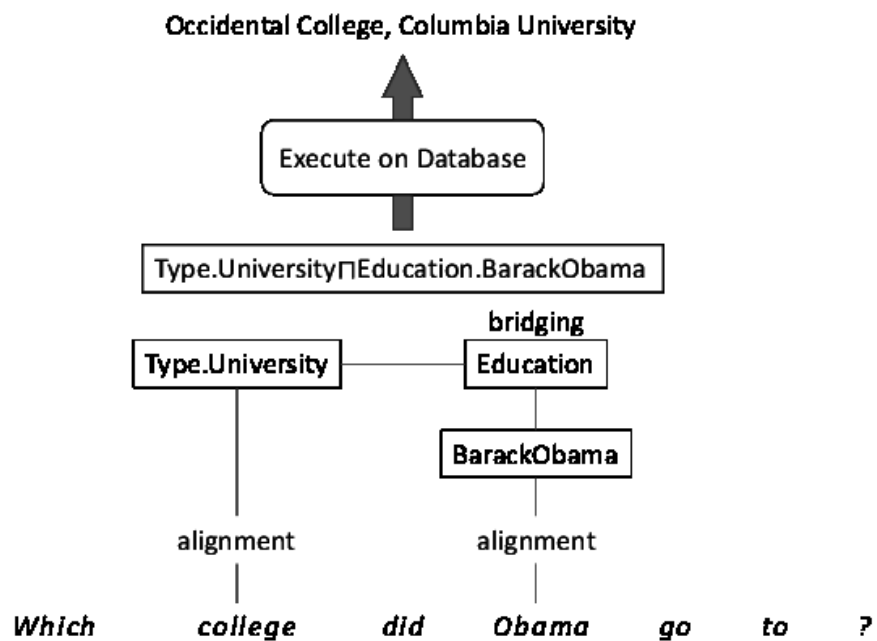 Occidental College, Columbia University
Execute on Database
Type.University⊓Education.BarackObama
bridging
Type.University Education
BarackObama
alignment alignment
Which college did Obama go to ?